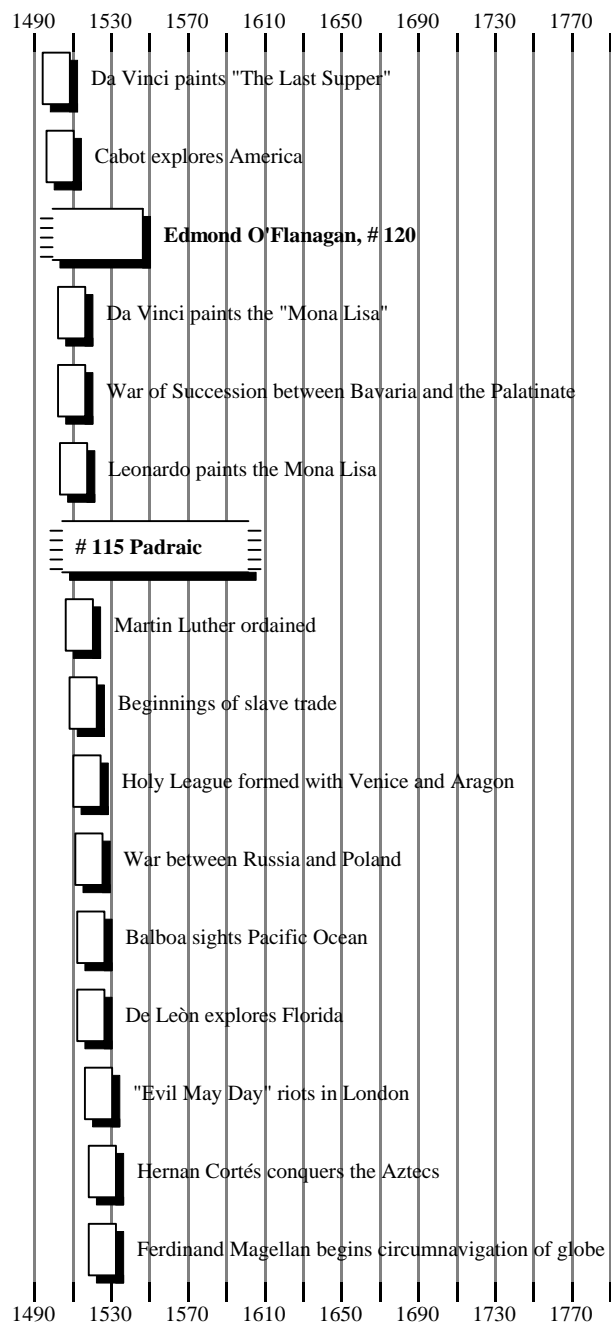 1490 1530 1570 1610 1650 1690 1730 1770
Da Vinci paints "The Last Supper"
Cabot explores America
Edmond O'Flanagan, # 120
Da Vinci paints the "Mona Lisa"
War of Succession between Bavaria and the Palatinate
Leonardo paints the Mona Lisa
# 115 Padraic
Martin Luther ordained
Beginnings of slave trade
Holy League formed with Venice and Aragon
War between Russia and Poland
Balboa sights Pacific Ocean
De Leòn explores Florida
"Evil May Day" riots in London
Hernan Cortés conquers the Aztecs
Ferdinand Magellan begins circumnavigation of globe
1490 1530 1570 1610 1650 1690 1730 1770